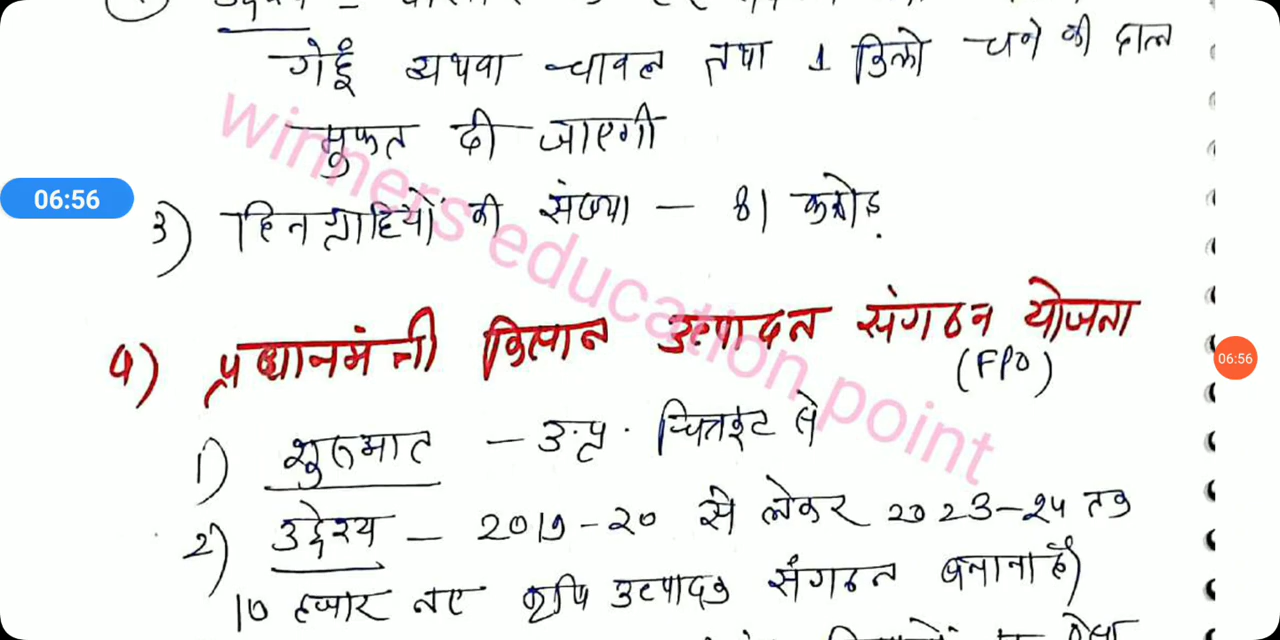 गेहूँ अथवा चावल तथा 1 किलो चने की दाल
मुफ्त दी जाएगी
06:56
3) हितग्राहियों की संख्या – 81 करोड़.
winners education point
4) प्रधानमंत्री किसान उत्पादन संगठन योजना
06:56
(FPO)
1) शुरुआत – उ.प्र. चित्रकूट से
2) उद्देश्य – 2019-20 से लेकर 2023-24 तक
10 हजार नए कृषि उत्पादक संगठन बनाना है)